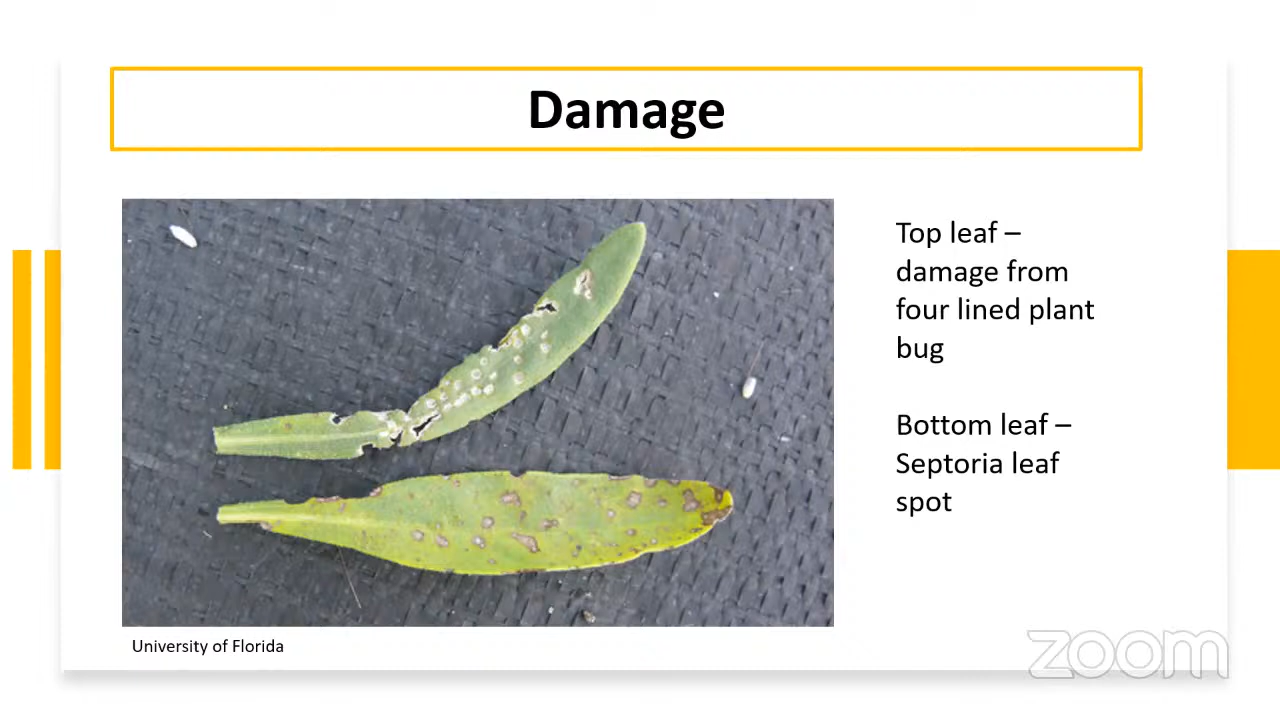 Damage
Top leaf –
damage from
four lined plant
bug
Bottom leaf –
Septoria leaf
spot
University of Florida
zoom